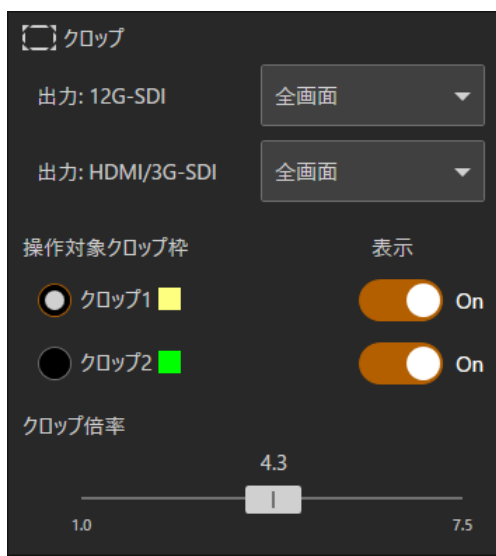 クロップ
出力: 12G-SDI 全画面
出力: HDMI/3G-SDI 全画面
操作対象クロップ枠 表示
クロップ1 On
クロップ2 On
クロップ倍率
4.3
1.0 7.5